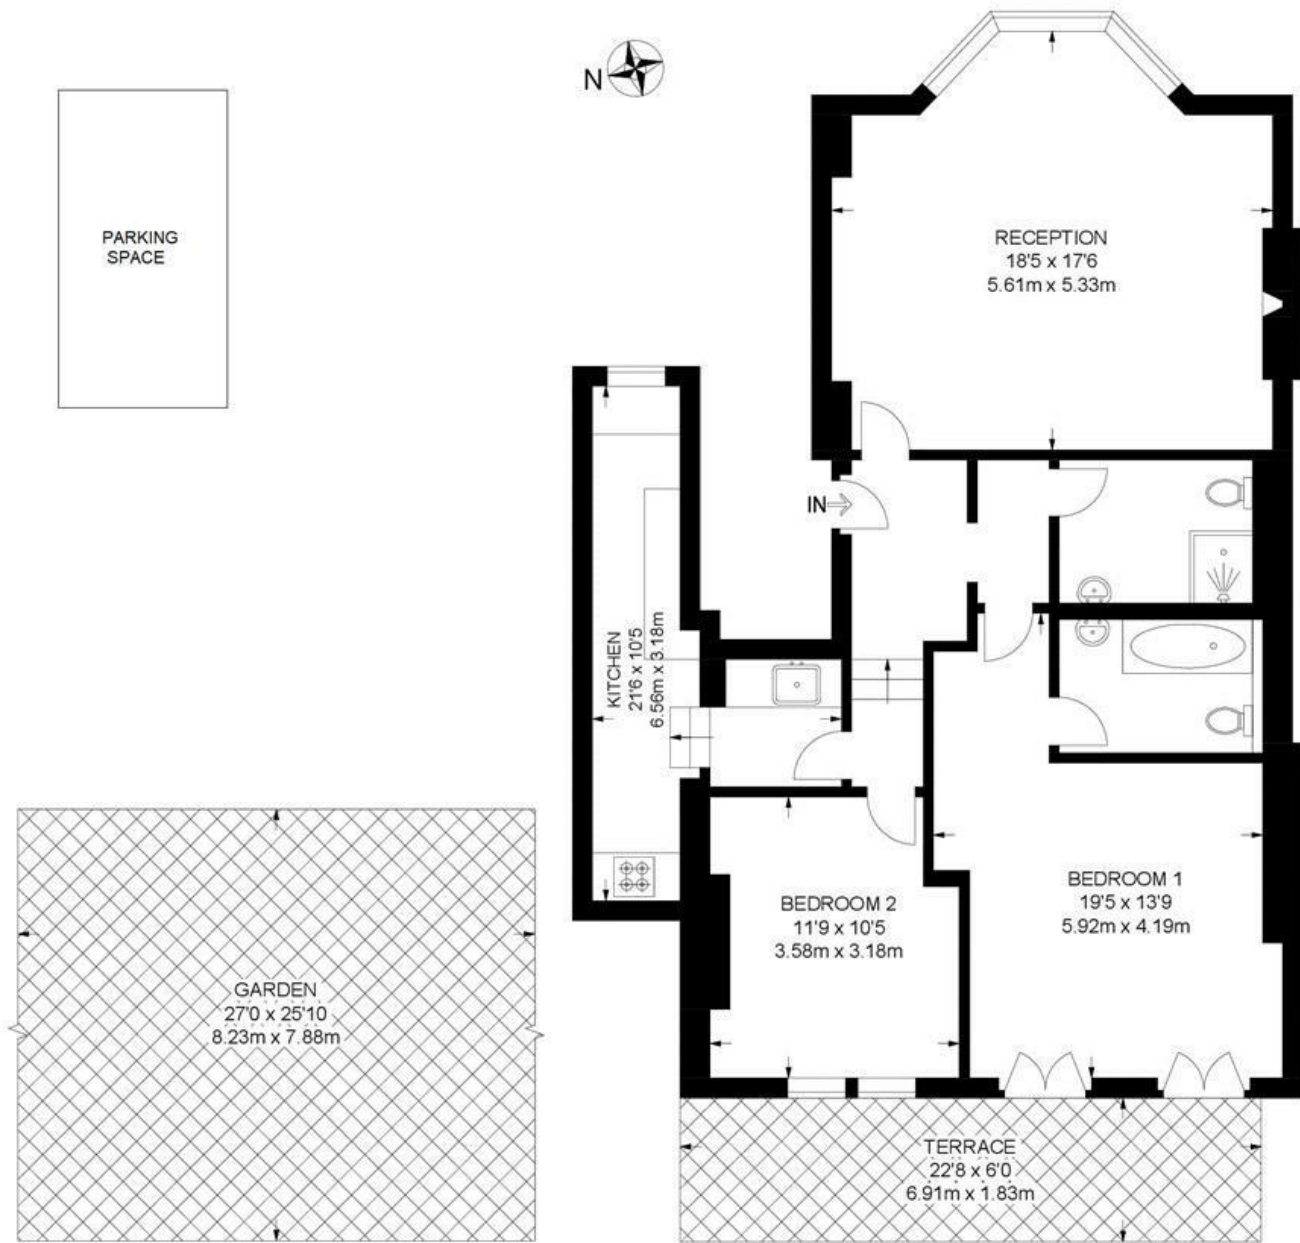 N
PARKING
SPACE
RECEPTION
18'5 x 17'6
5.61m x 5.33m
IN
KITCHEN
21'6 x 10'5
6.56m x 3.18m
BEDROOM 1
19'5 x 13'9
5.92m x 4.19m
BEDROOM 2
11'9 x 10'5
3.58m x 3.18m
GARDEN
27'0 x 25'10
8.23m x 7.88m
TERRACE
22'8 x 6'0
6.91m x 1.83m